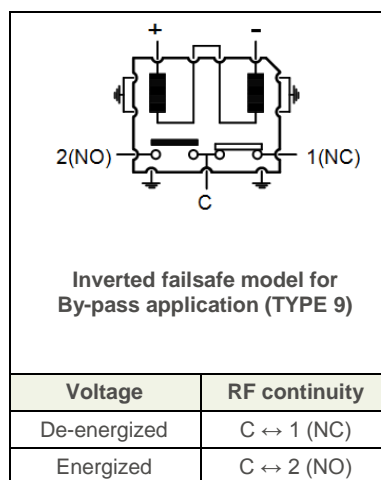 + -
2(NO) 1(NC)
C
Inverted failsafe model for
By-pass application (TYPE 9)
Voltage RF continuity
De-energized C ↔ 1 (NC)
Energized C ↔ 2 (NO)